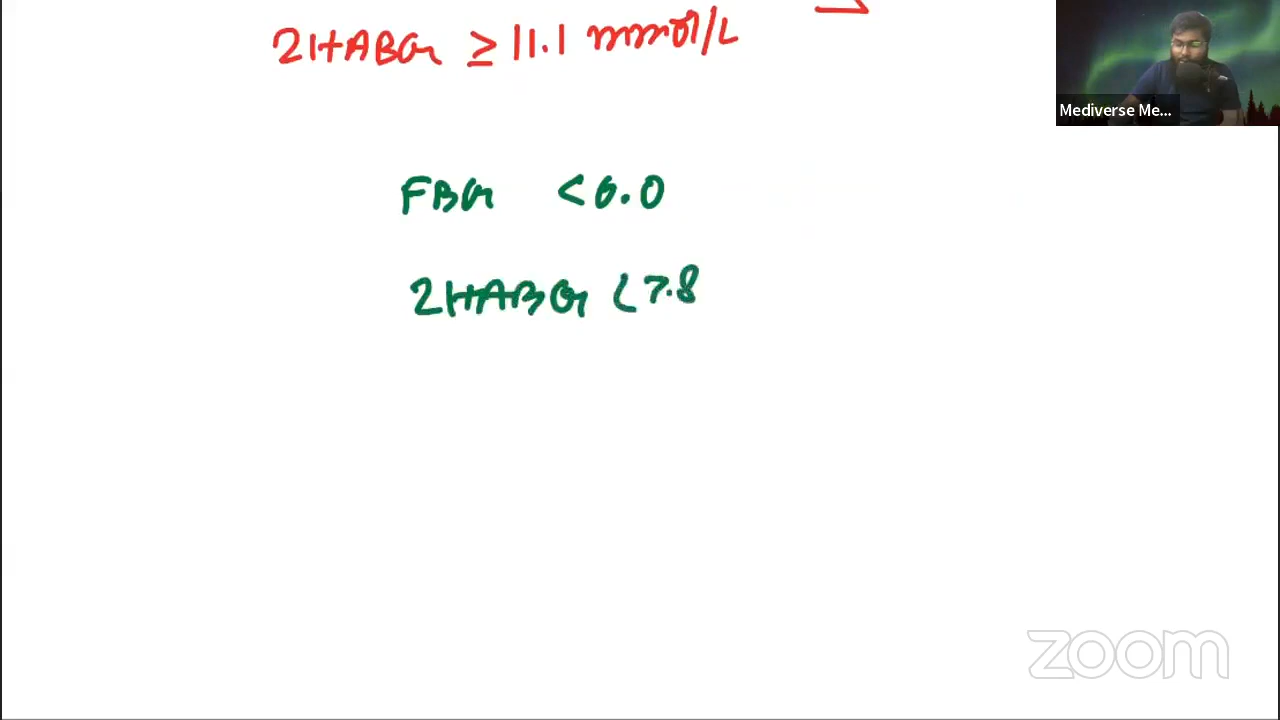 2HABG ≥ 11.1 mmol/L
Mediverse Me...
FBG < 6.0
2HABG < 7.8
zoom